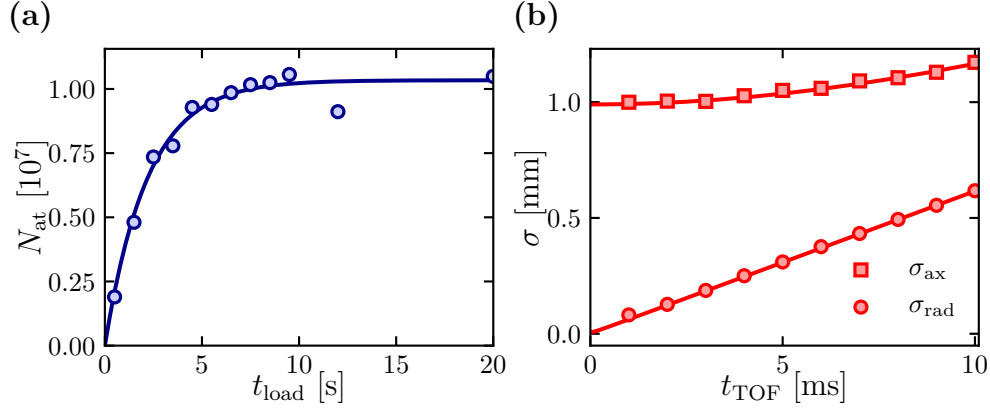 (a)
N_at [10^7]
1.00
0.75
0.50
0.25
0.00
0
5
10
15
20
t_load [s]
(b)
σ [mm]
1.0
0.5
0.0
σ_ax
σ_rad
0
5
10
t_TOF [ms]